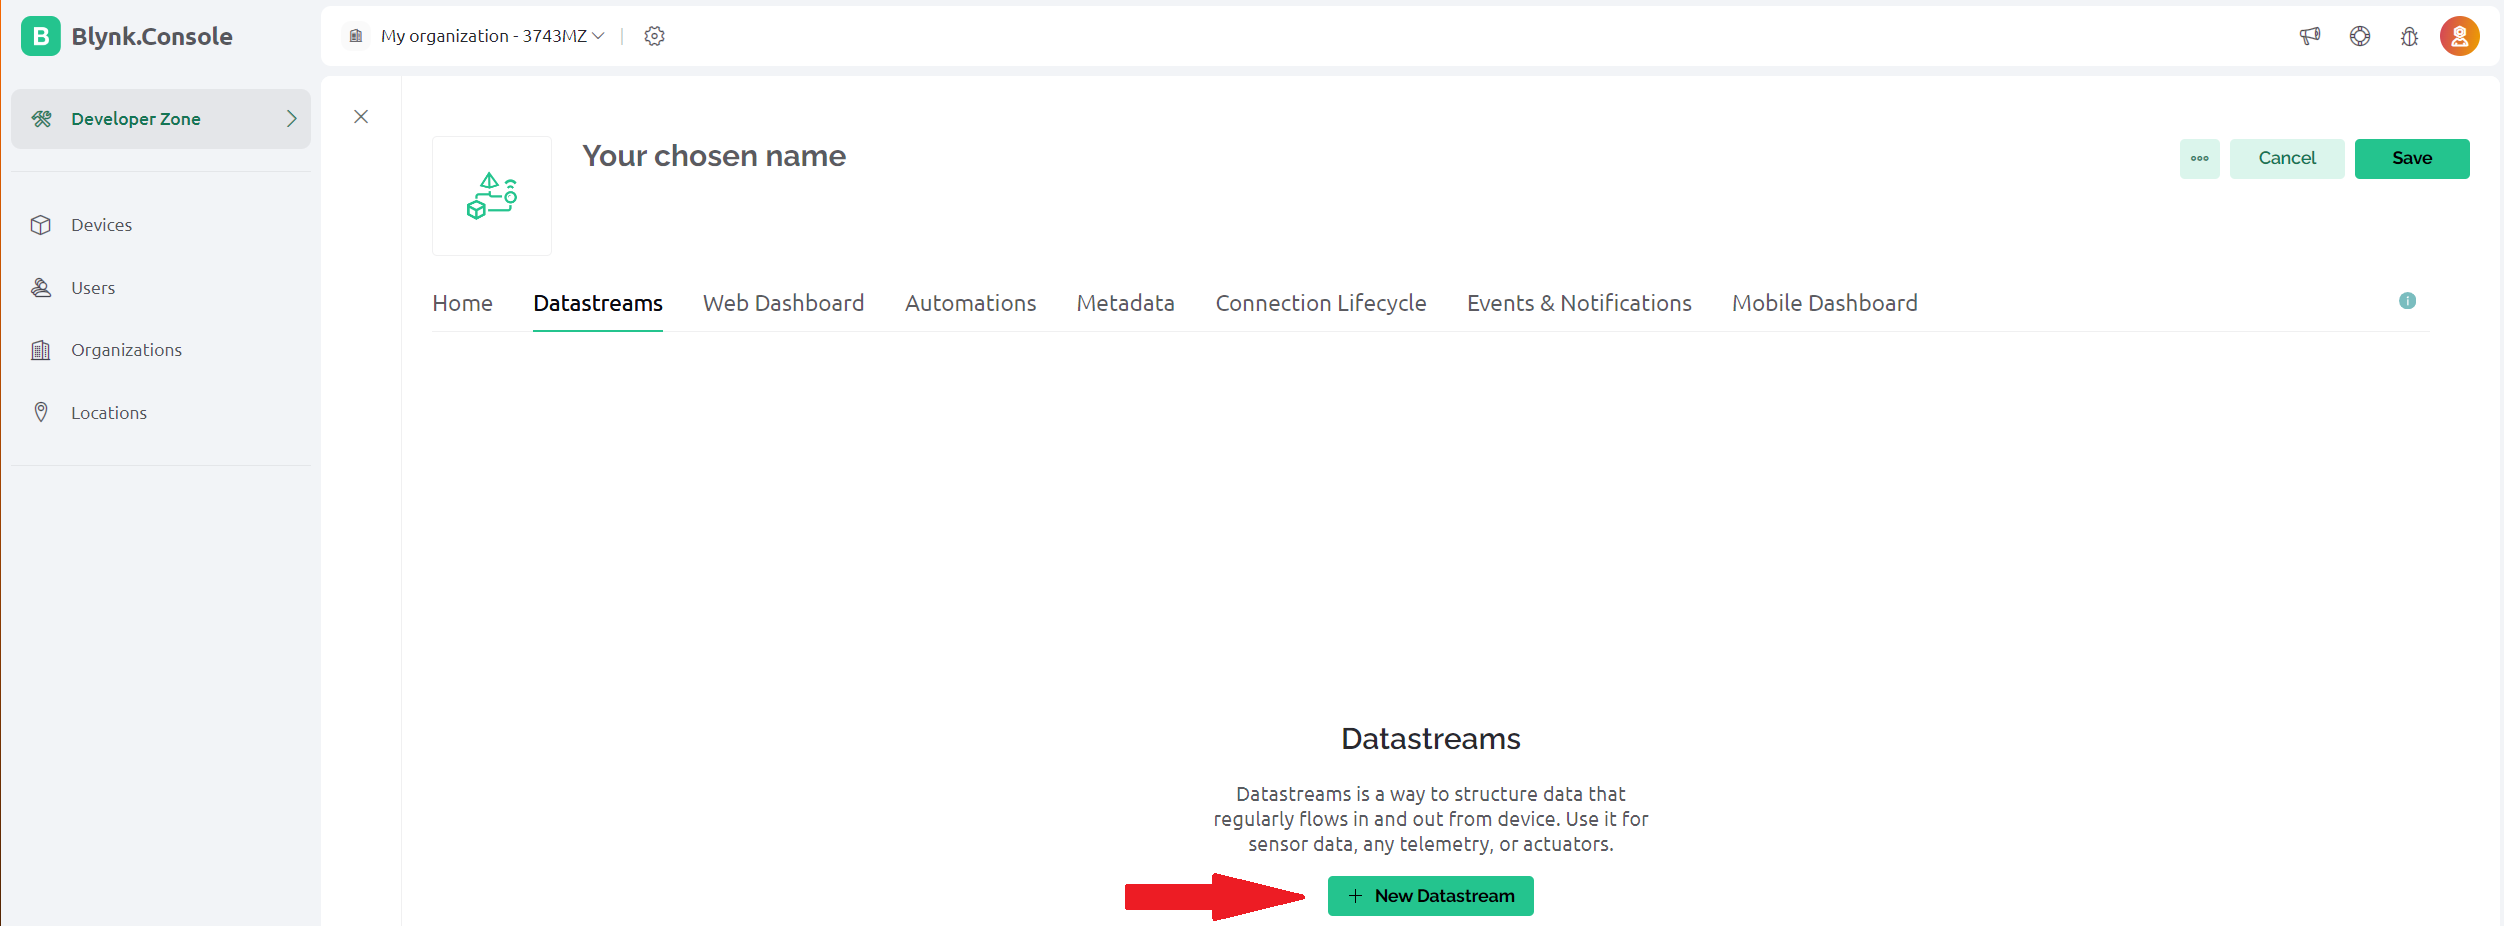 B Blynk.Console
My organization - 3743MZ
Developer Zone
Devices
Users
Organizations
Locations
Your chosen name
Cancel
Save
Home Datastreams Web Dashboard Automations Metadata Connection Lifecycle Events & Notifications Mobile Dashboard
Datastreams
Datastreams is a way to structure data that
regularly flows in and out from device. Use it for
sensor data, any telemetry, or actuators.
+ New Datastream